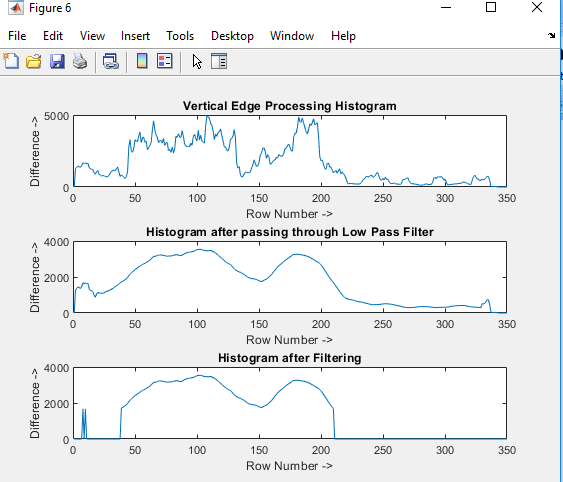 Figure 6
File Edit View Insert Tools Desktop Window Help
Vertical Edge Processing Histogram
5000
0
Difference ->
0 50 100 150 200 250 300 350
Row Number ->
Histogram after passing through Low Pass Filter
4000
2000
0
Difference ->
0 50 100 150 200 250 300 350
Row Number ->
Histogram after Filtering
4000
2000
0
Difference ->
0 50 100 150 200 250 300 350
Row Number ->